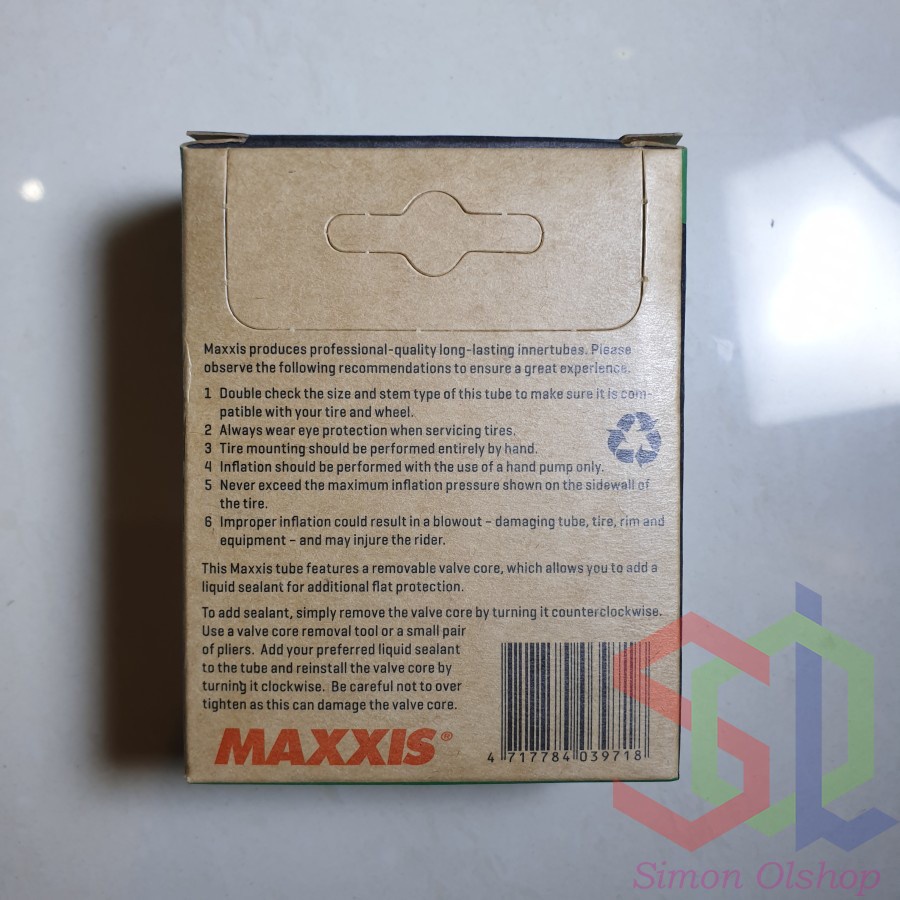 Maxxis produces professional-quality long-lasting innertubes. Please
observe the following recommendations to ensure a great experience.
1 Double check the size and stem type of this tube to make sure it is com-
patible with your tire and wheel.
2 Always wear eye protection when servicing tires.
3 Tire mounting should be performed entirely by hand.
4 Inflation should be performed with the use of a hand pump only.
5 Never exceed the maximum inflation pressure shown on the sidewall of
the tire.
6 Improper inflation could result in a blowout – damaging tube, tire, rim and
equipment – and may injure the rider.
This Maxxis tube features a removable valve core, which allows you to add a
liquid sealant for additional flat protection.
To add sealant, simply remove the valve core by turning it counterclockwise.
Use a valve core removal tool or a small pair
of pliers. Add your preferred liquid sealant
to the tube and reinstall the valve core by
turning it clockwise. Be careful not to over
tighten as this can damage the valve core.
MAXXIS®
4 717784 039718
SOL
Simon Olshop